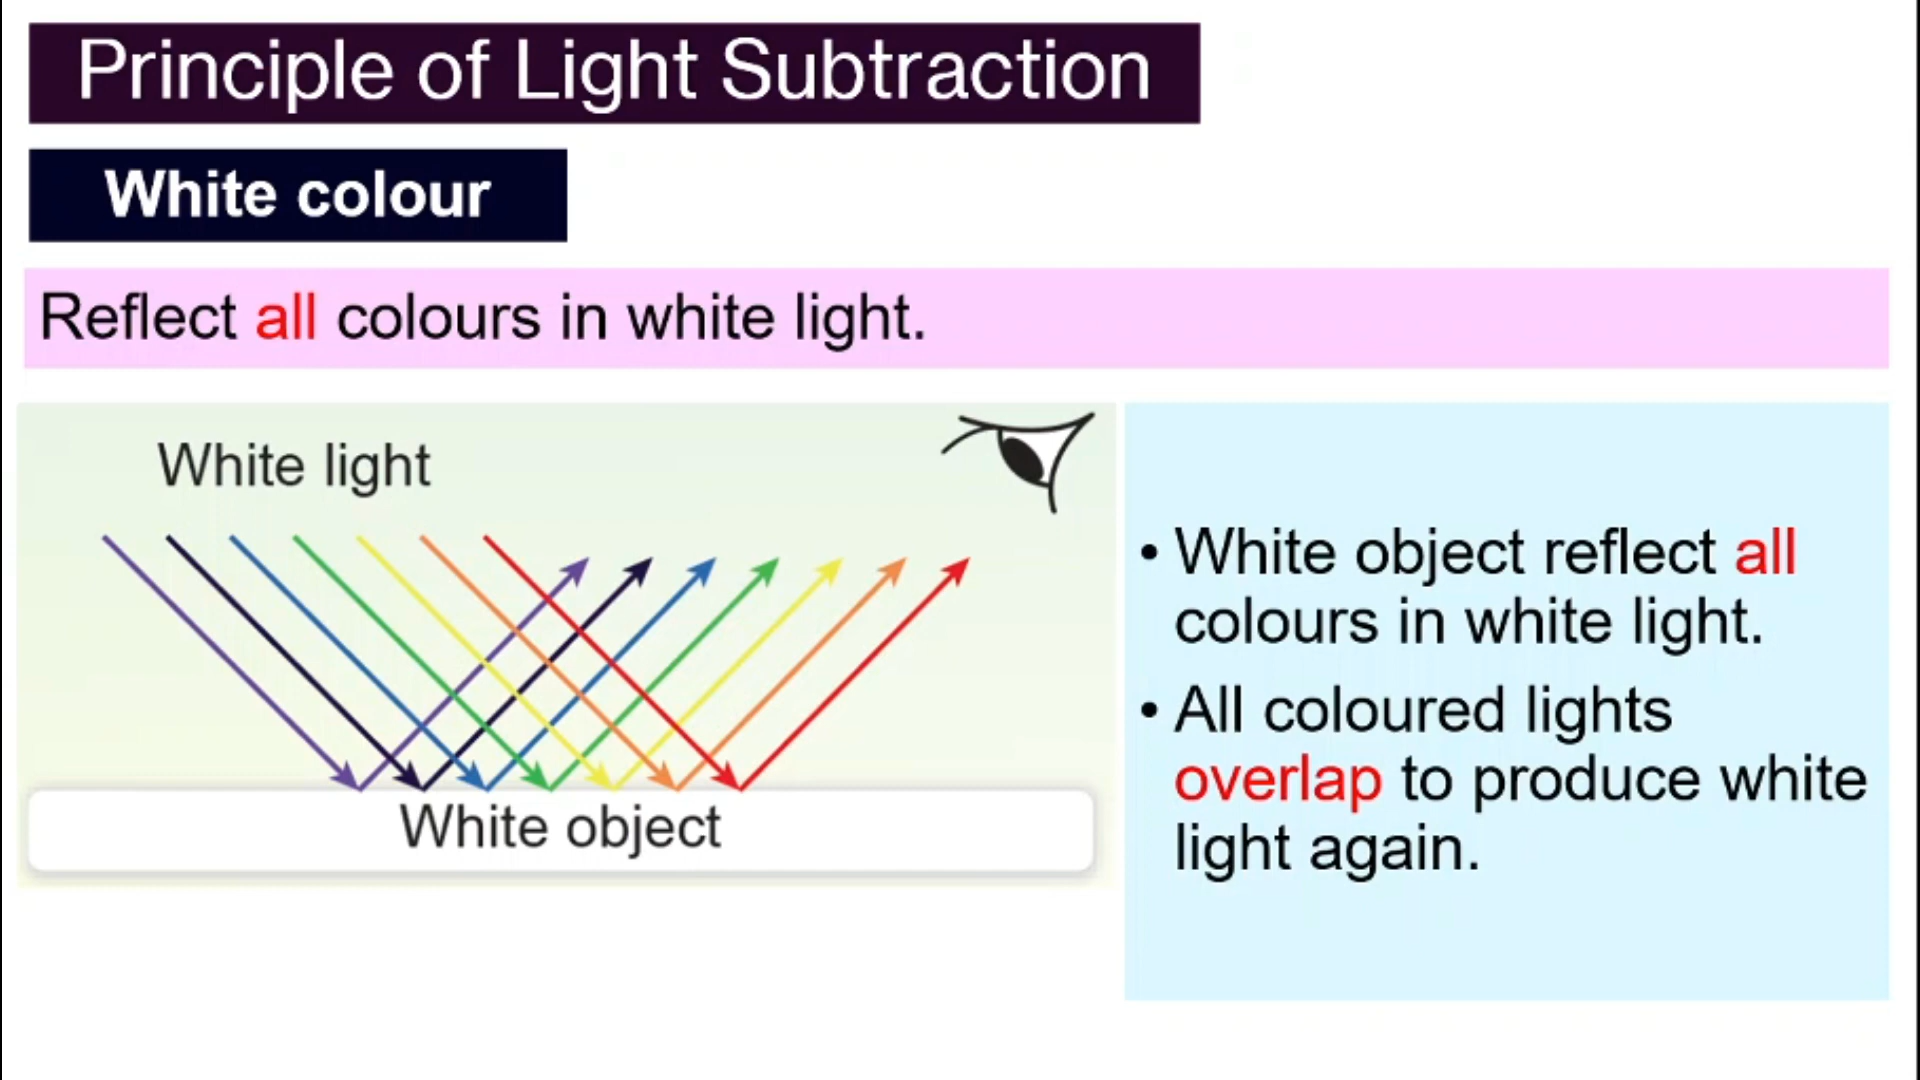 Principle of Light Subtraction
White colour
Reflect all colours in white light.
White light
White object
• White object reflect all
colours in white light.
• All coloured lights
overlap to produce white
light again.